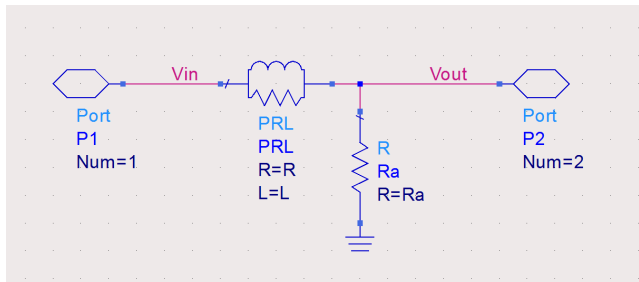 Vin
Vout
Port
P1
Num=1
PRL
PRL
R=R
L=L
R
Ra
R=Ra
Port
P2
Num=2